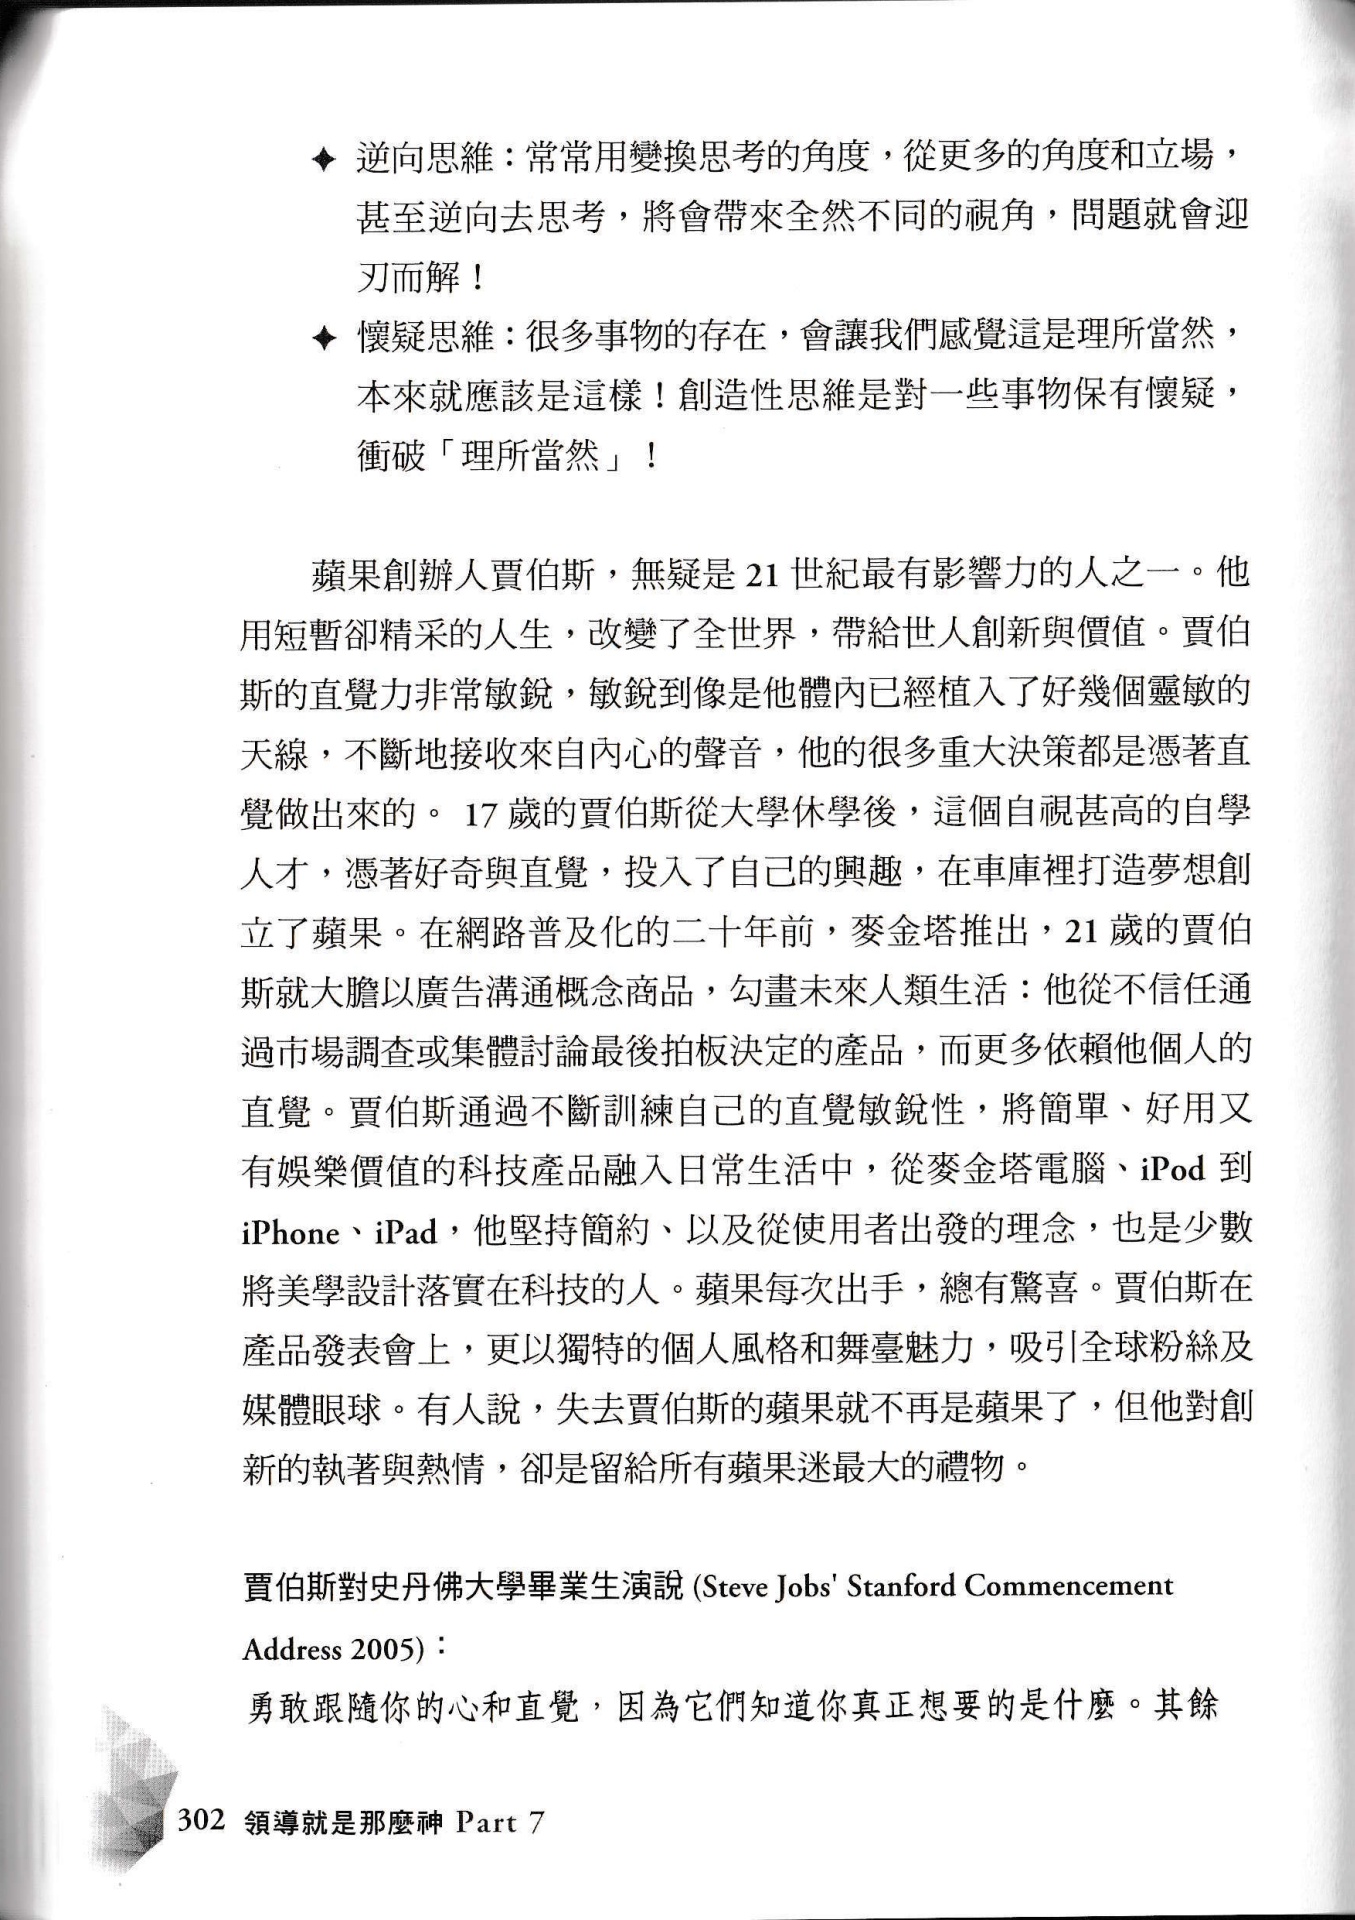 ✦ 逆向思維：常常用變換思考的角度，從更多的角度和立場，
甚至逆向去思考，將會帶來全然不同的視角，問題就會迎
刃而解！
✦ 懷疑思維：很多事物的存在，會讓我們感覺這是理所當然，
本來就應該是這樣！創造性思維是對一些事物保有懷疑，
衝破「理所當然」！
蘋果創辦人賈伯斯，無疑是 21 世紀最有影響力的人之一。他
用短暫卻精采的人生，改變了全世界，帶給世人創新與價值。賈伯
斯的直覺力非常敏銳，敏銳到像是他體內已經植入了好幾個靈敏的
天線，不斷地接收來自內心的聲音，他的很多重大決策都是憑著直
覺做出來的。 17 歲的賈伯斯從大學休學後，這個自視甚高的自學
人才，憑著好奇與直覺，投入了自己的興趣，在車庫裡打造夢想創
立了蘋果。在網路普及化的二十年前，麥金塔推出，21 歲的賈伯
斯就大膽以廣告溝通概念商品，勾畫未來人類生活：他從不信任通
過市場調查或集體討論最後拍板決定的產品，而更多依賴他個人的
直覺。賈伯斯通過不斷訓練自己的直覺敏銳性，將簡單、好用又
有娛樂價值的科技產品融入日常生活中，從麥金塔電腦、iPod 到
iPhone、iPad，他堅持簡約、以及從使用者出發的理念，也是少數
將美學設計落實在科技的人。蘋果每次出手，總有驚喜。賈伯斯在
產品發表會上，更以獨特的個人風格和舞臺魅力，吸引全球粉絲及
媒體眼球。有人說，失去賈伯斯的蘋果就不再是蘋果了，但他對創
新的執著與熱情，卻是留給所有蘋果迷最大的禮物。
賈伯斯對史丹佛大學畢業生演說 (Steve Jobs' Stanford Commencement
Address 2005)：
勇敢跟隨你的心和直覺，因為它們知道你真正想要的是什麼。其餘
302 領導就是那麼神 Part 7